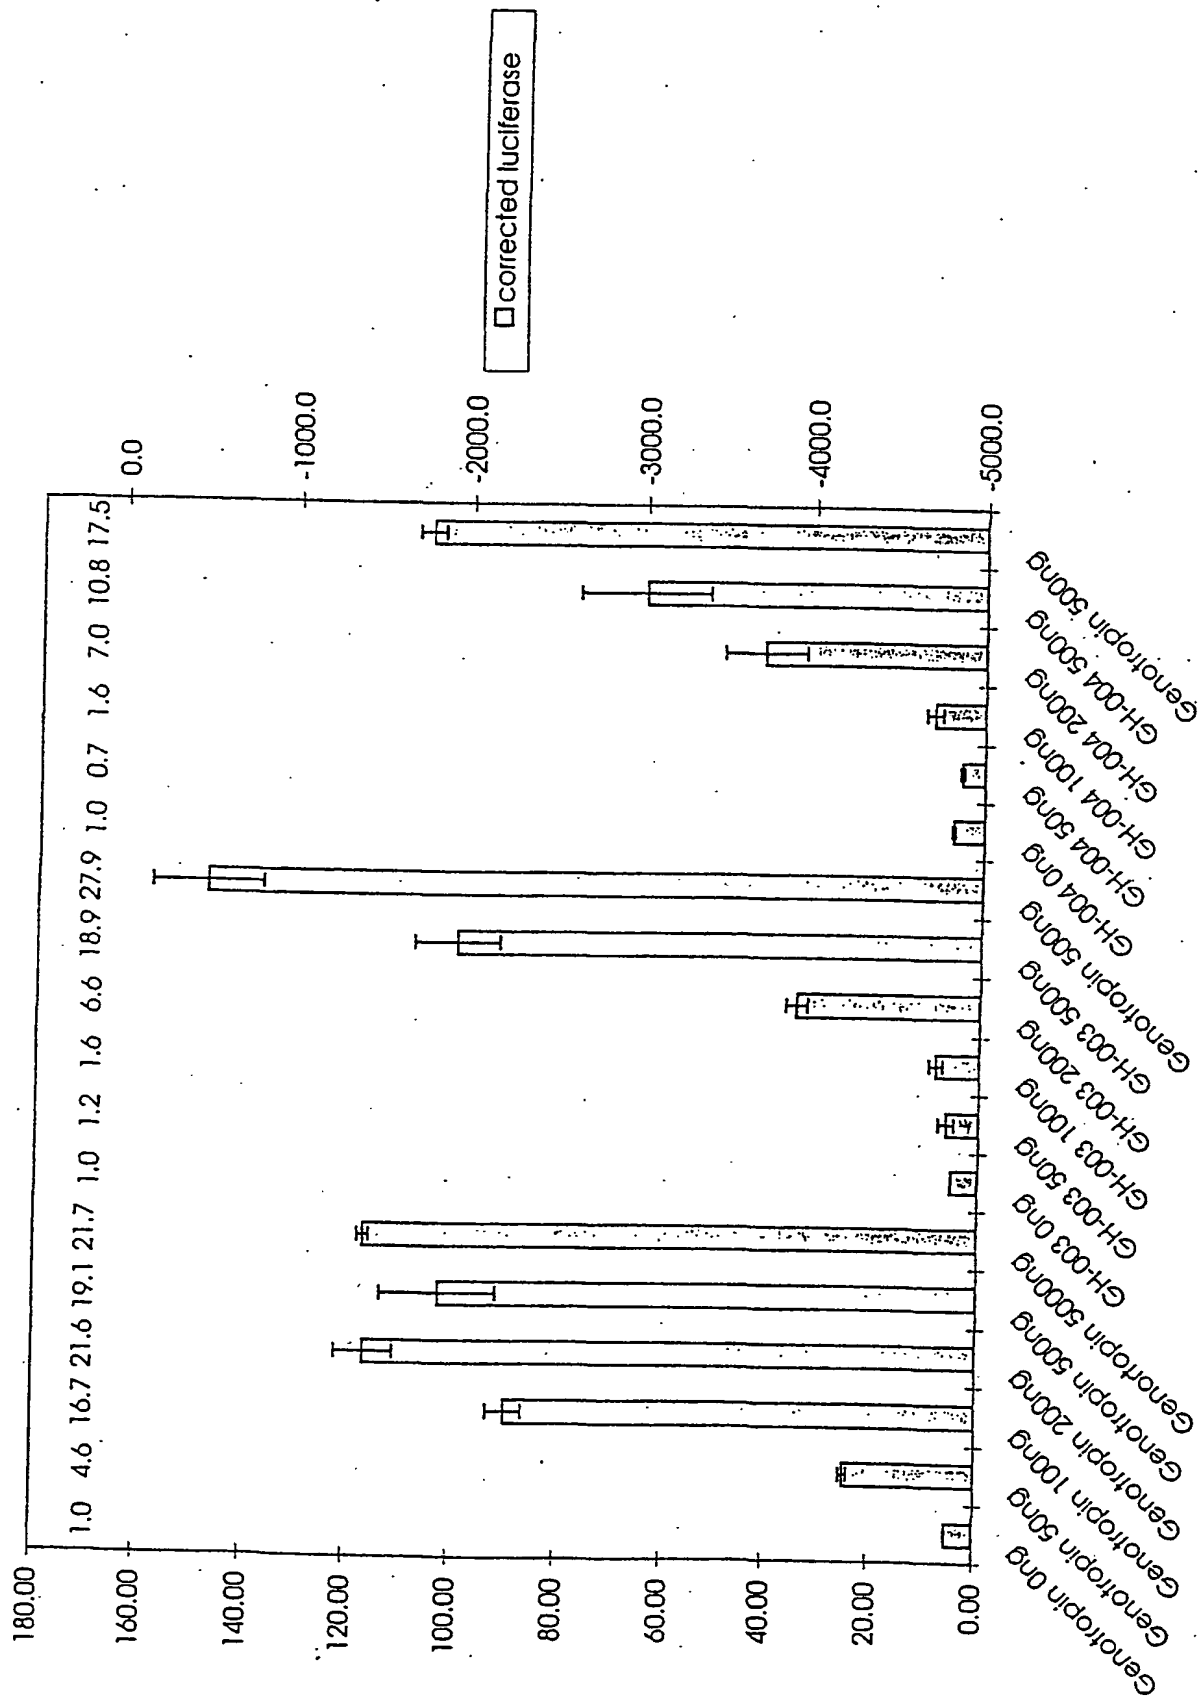 180.00
160.00
140.00
120.00
100.00
80.00
60.00
40.00
20.00
0.00
1.0 4.6 16.7 21.6 19.1 21.7 1.0 1.2 1.6 6.6 18.9 27.9 1.0 0.7 1.6 7.0 10.8 17.5
0.0
-1000.0
-2000.0
-3000.0
-4000.0
-5000.0
Genotropin 0ng
Genotropin 50ng
Genotropin 100ng
Genotropin 200ng
Genotropin 500ng
Genortopin 5000ng
GH-003 0ng
GH-003 50ng
GH-003 100ng
GH-003 200ng
GH-003 500ng
Genotropin 500ng
GH-004 0ng
GH-004 50ng
GH-004 100ng
GH-004 200ng
GH-004 500ng
Genotropin 500ng
corrected luciferase